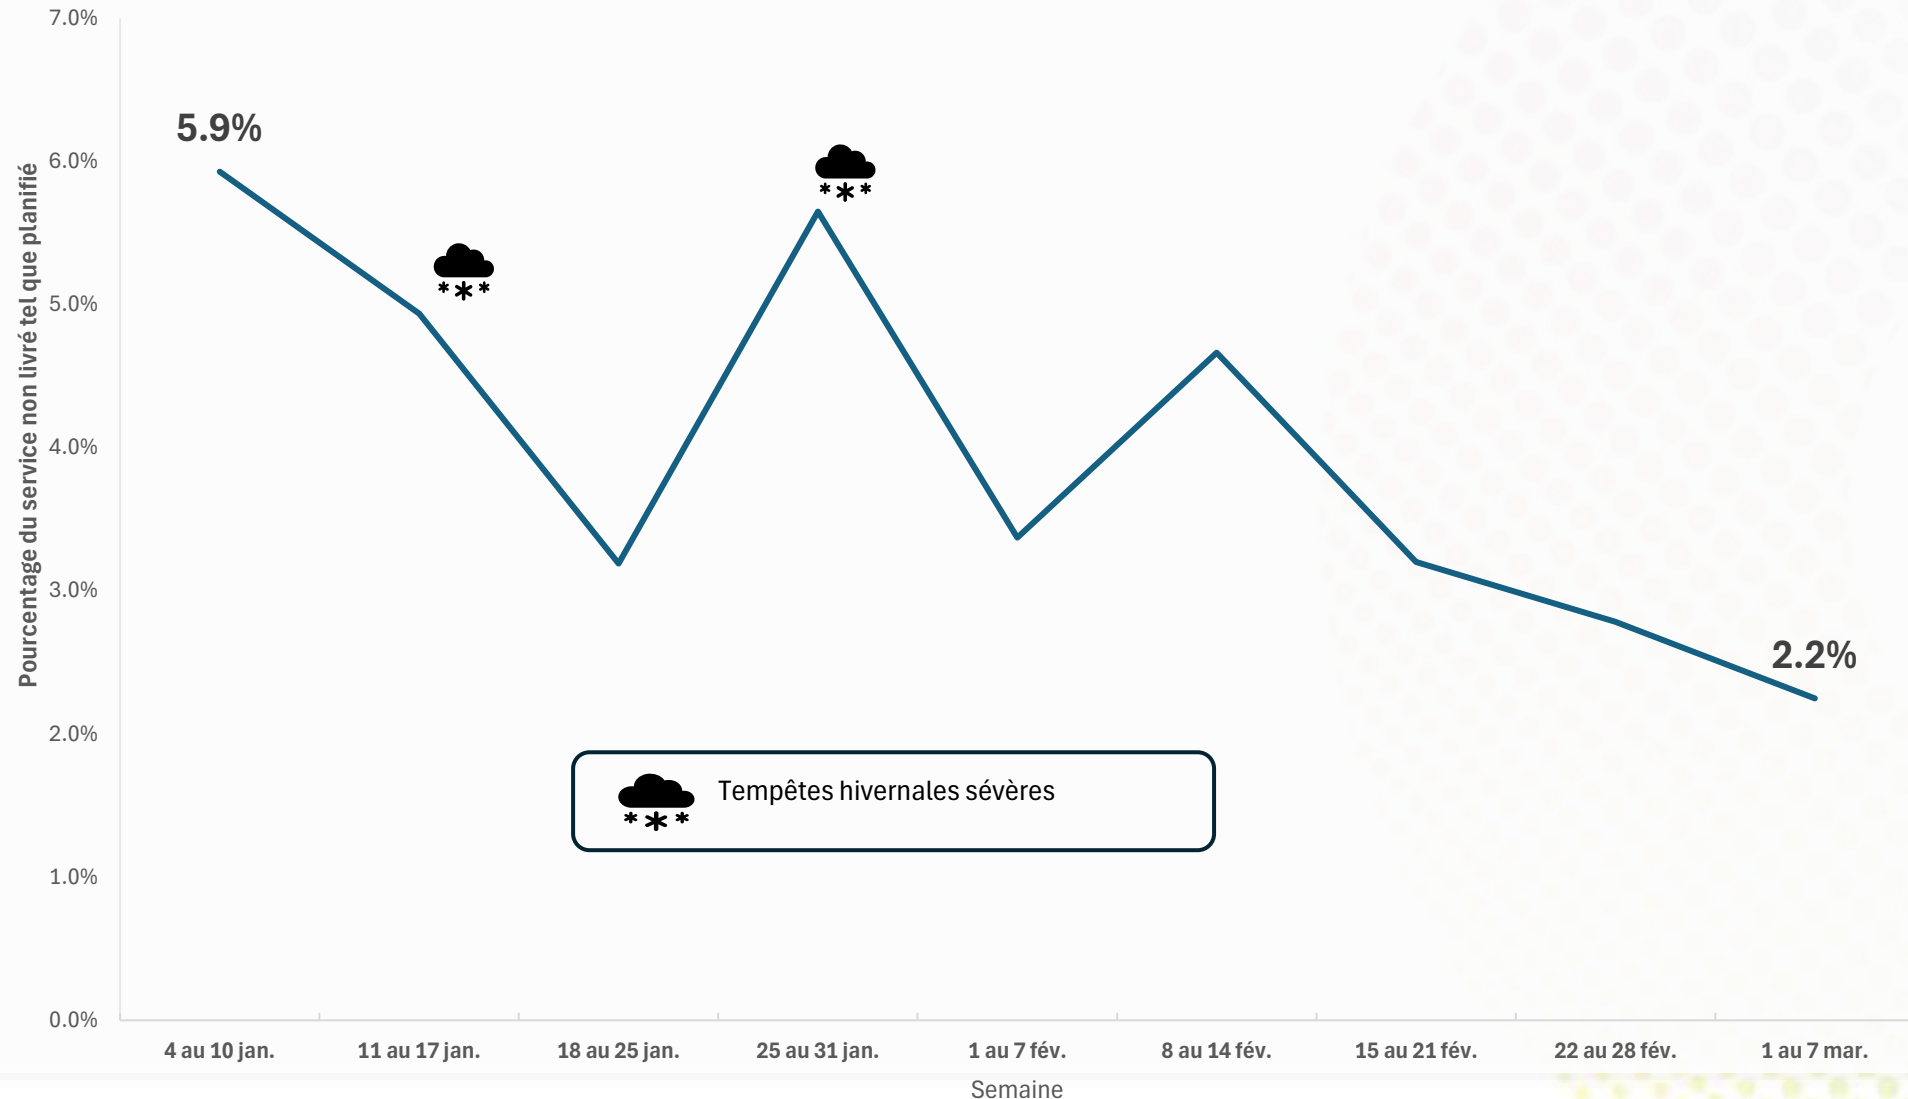 7.0%
6.0%
5.0%
4.0%
3.0%
2.0%
1.0%
0.0%
Pourcentage du service non livré tel que planifié
5.9%
2.2%
Tempêtes hivernales sévères
4 au 10 jan.
11 au 17 jan.
18 au 25 jan.
25 au 31 jan.
1 au 7 fév.
8 au 14 fév.
15 au 21 fév.
22 au 28 fév.
1 au 7 mar.
Semaine